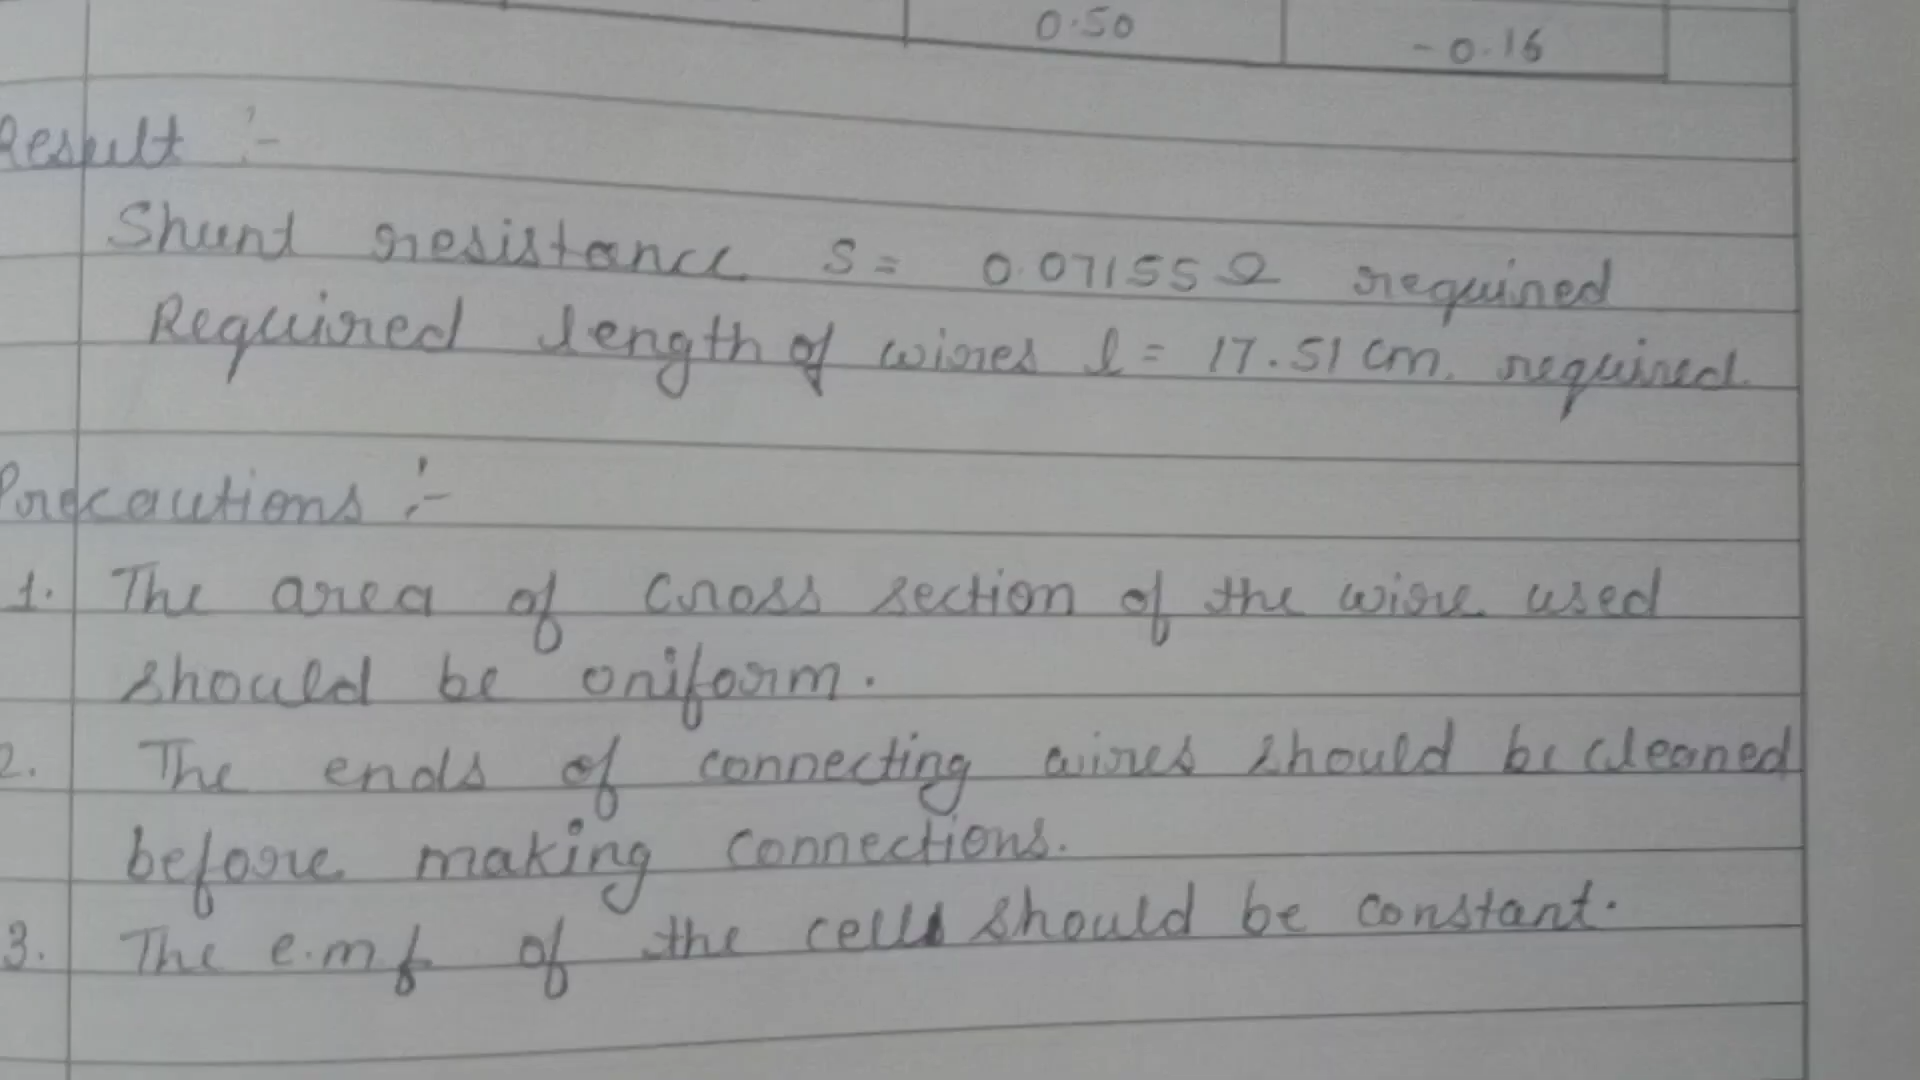 0.50 -0.16
Result :-
Shunt resistance S = 0.07155 Ω required
Required length of wires l = 17.51 cm. required.
Precautions :-
1. The area of cross section of the wire used
should be oniform.
2. The ends of connecting wires should be cleaned
before making connections.
3. The e.m f of the cells should be constant.